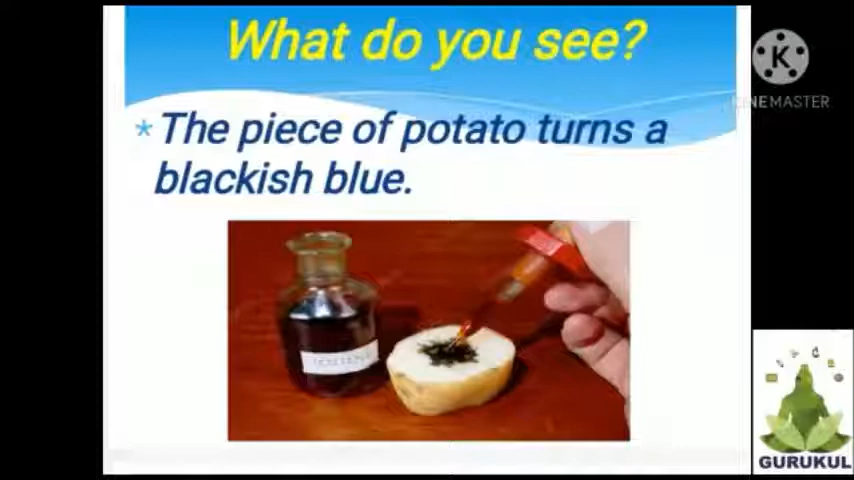 What do you see?
* The piece of potato turns a
blackish blue.
K
KINEMASTER
GURUKUL